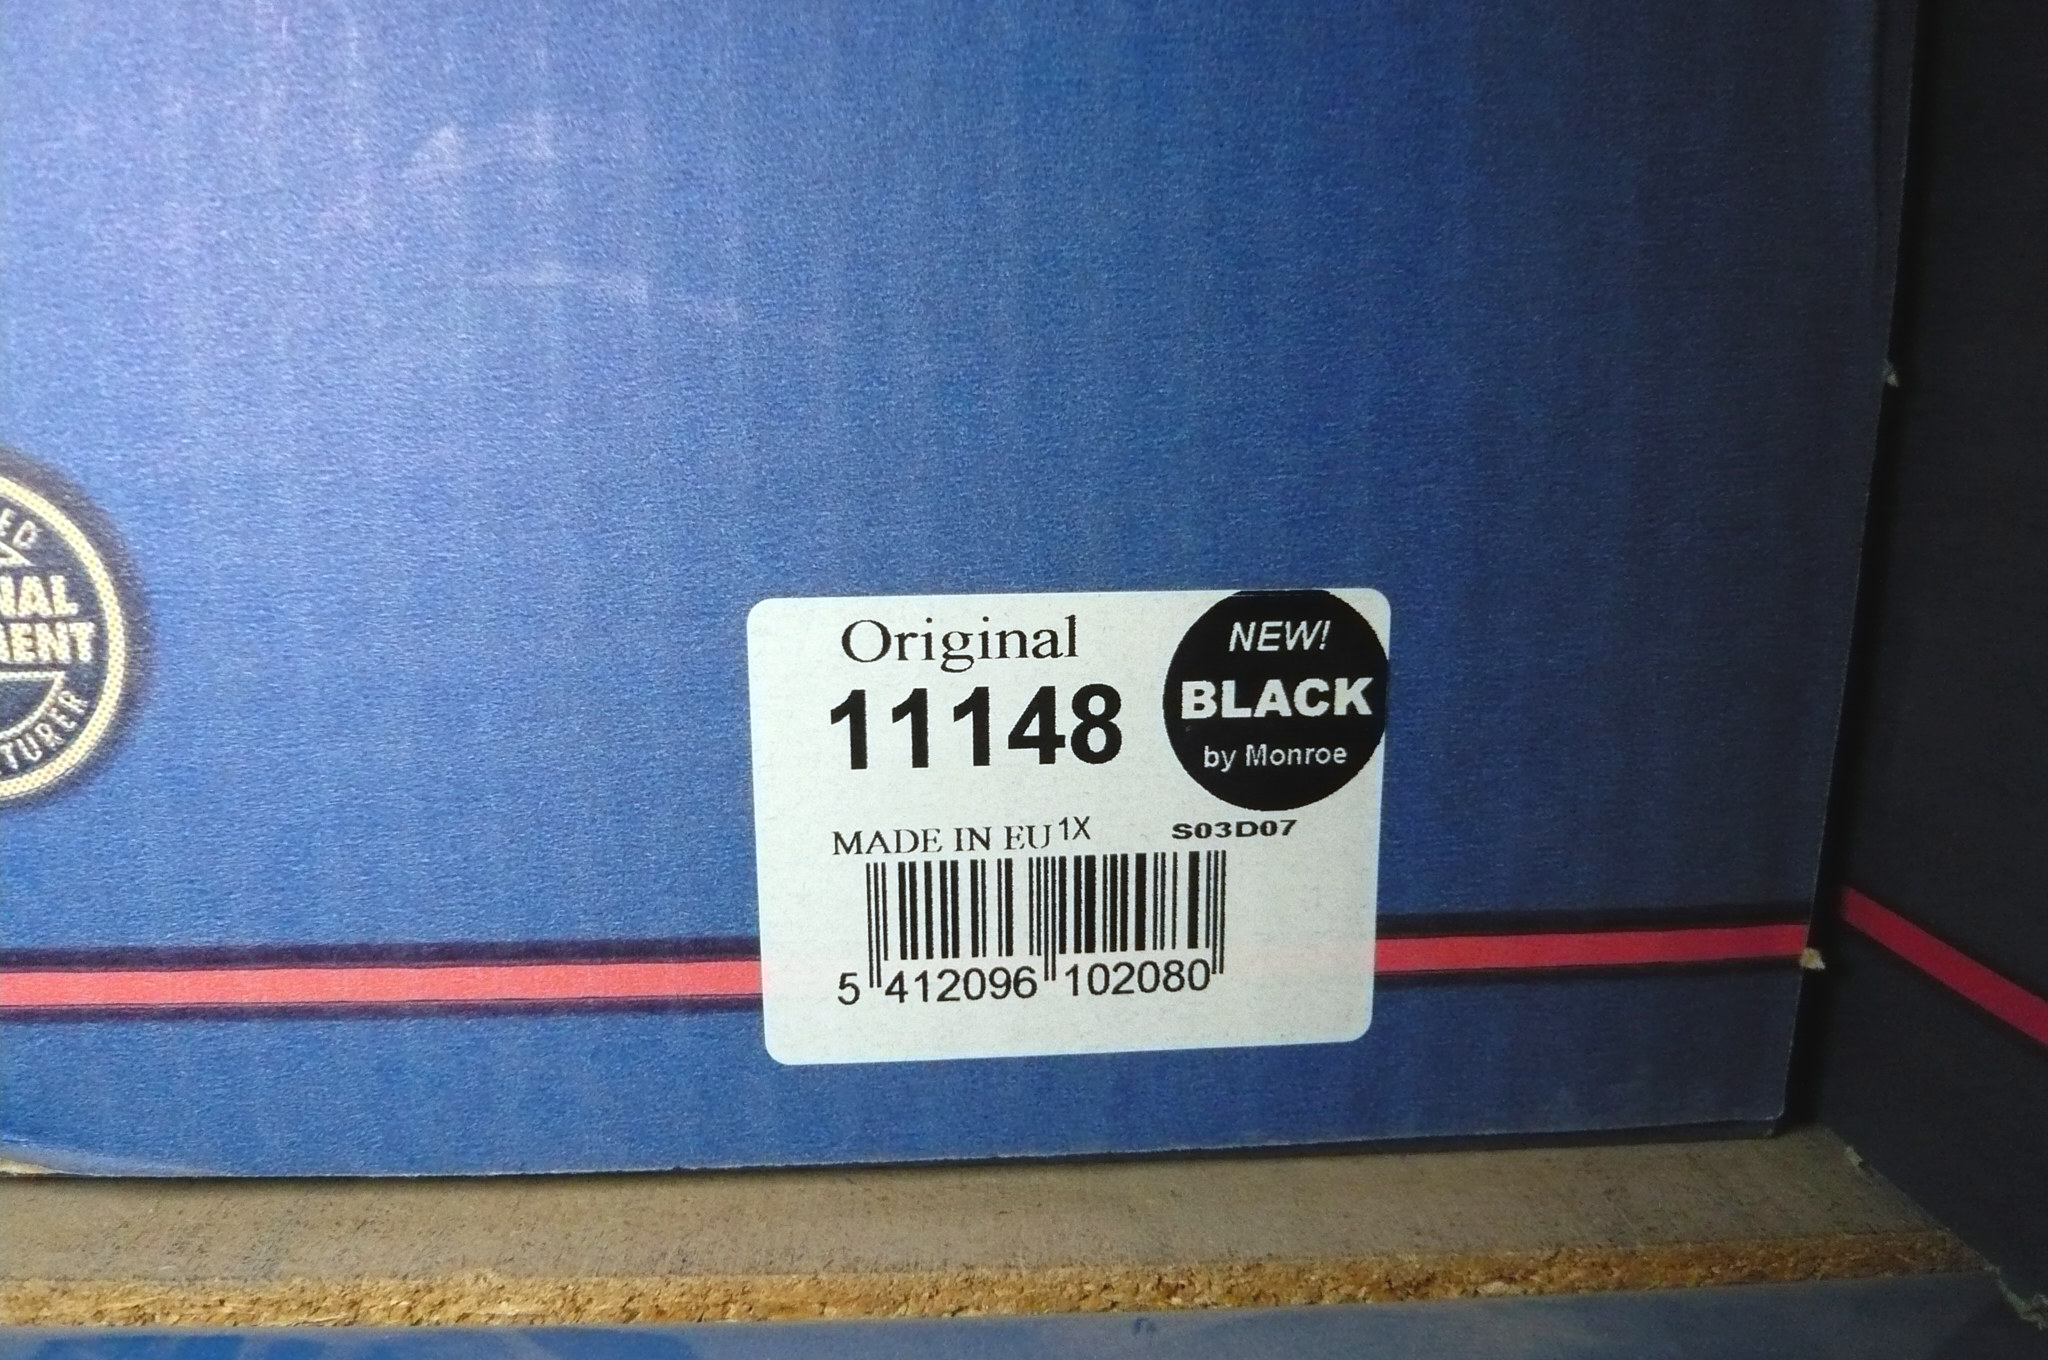 Original
11148
NEW!
BLACK
by Monroe
MADE IN EU 1X
S03D07
5 412096 102080